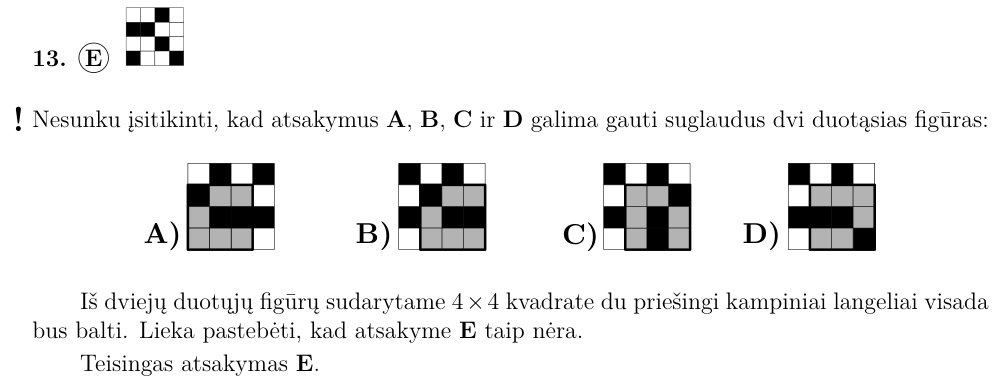 13. E
! Nesunku įsitikinti, kad atsakymus A, B, C ir D galima gauti suglaudus dvi duotąsias figūras:
A) B) C) D)
Iš dviejų duotųjų figūrų sudarytame 4 × 4 kvadrate du priešingi kampiniai langeliai visada
bus balti. Lieka pastebėti, kad atsakyme E taip nėra.
Teisingas atsakymas E.